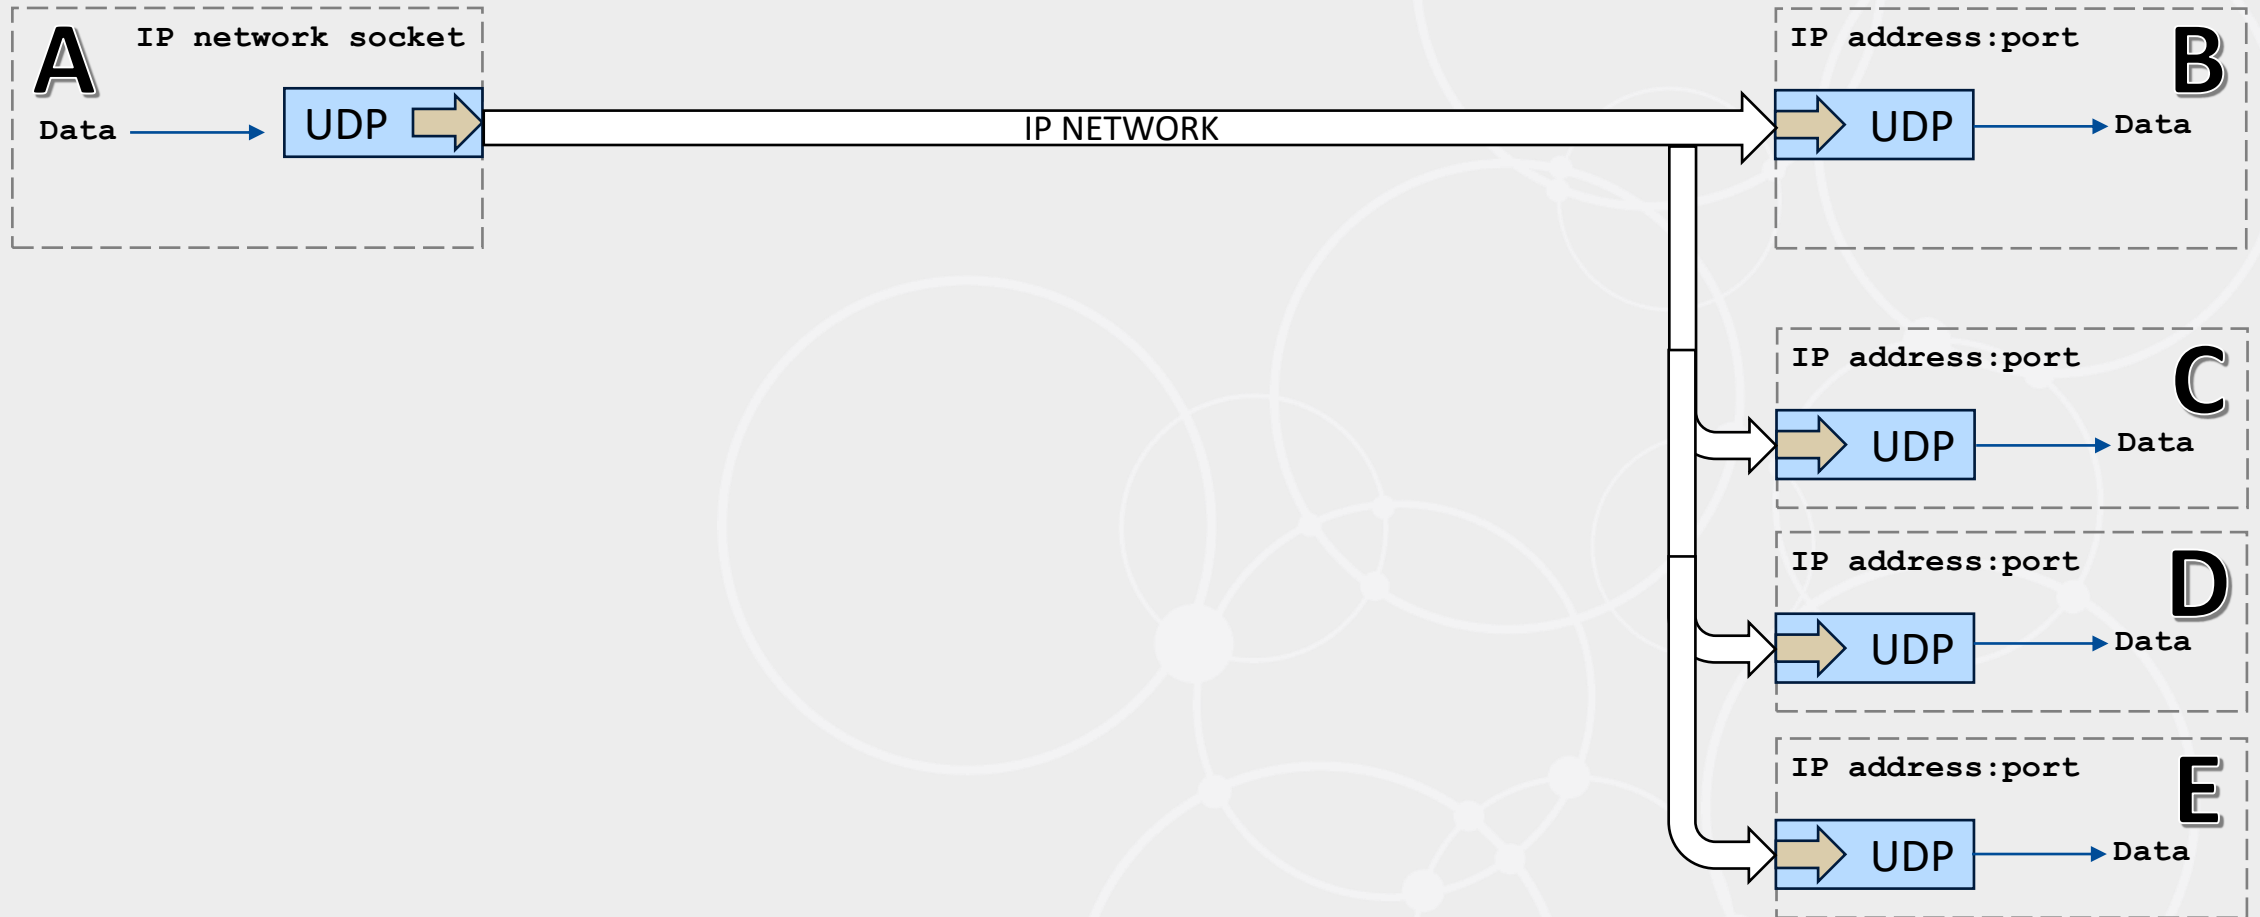 A
IP network socket
Data
UDP
IP NETWORK
IP address:port
B
UDP
Data
IP address:port
C
UDP
Data
IP address:port
D
UDP
Data
IP address:port
E
UDP
Data